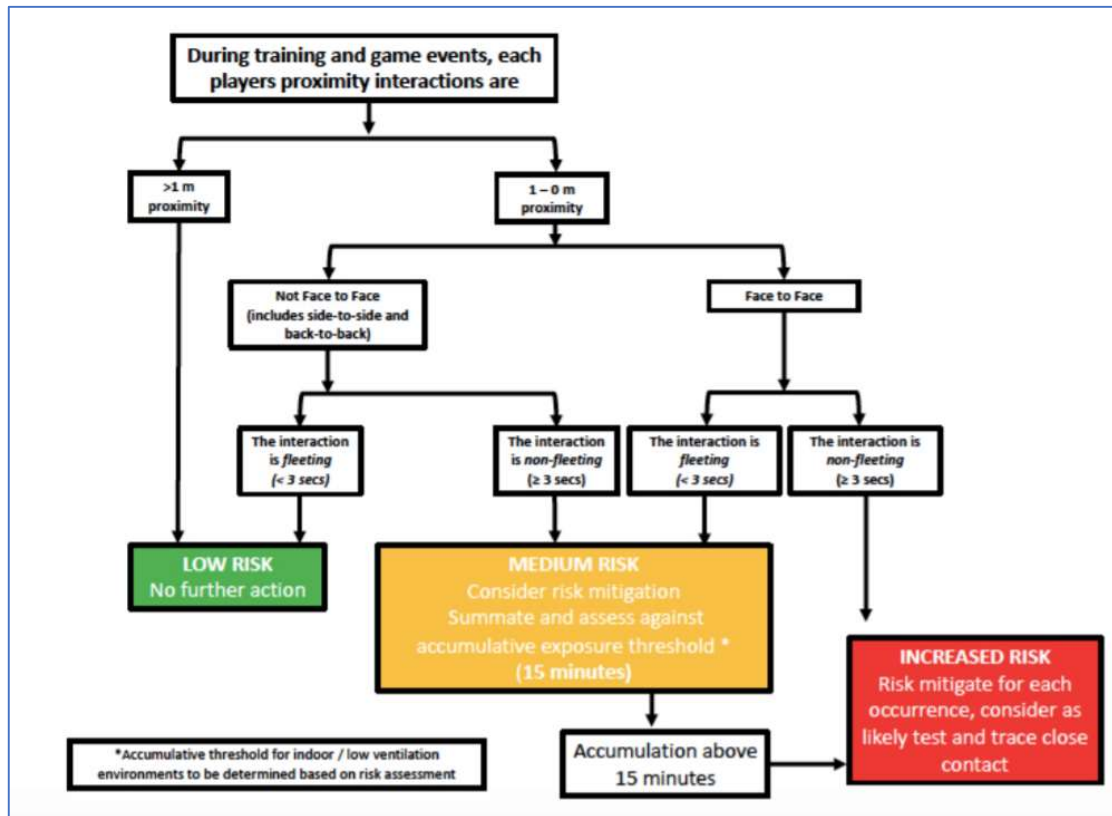 During training and game events, each
players proximity interactions are
>1 m
proximity
1 – 0 m
proximity
Not Face to Face
(includes side-to-side and
back-to-back)
Face to Face
The interaction
is fleeting
(< 3 secs)
The interaction
is non-fleeting
(≥ 3 secs)
The interaction is
fleeting
(< 3 secs)
The interaction is
non-fleeting
(≥ 3 secs)
LOW RISK
No further action
MEDIUM RISK
Consider risk mitigation
Summate and assess against
accumulative exposure threshold *
(15 minutes)
INCREASED RISK
Risk mitigate for each
occurrence, consider as
likely test and trace close
contact
*Accumulative threshold for indoor / low ventilation
environments to be determined based on risk assessment
Accumulation above
15 minutes